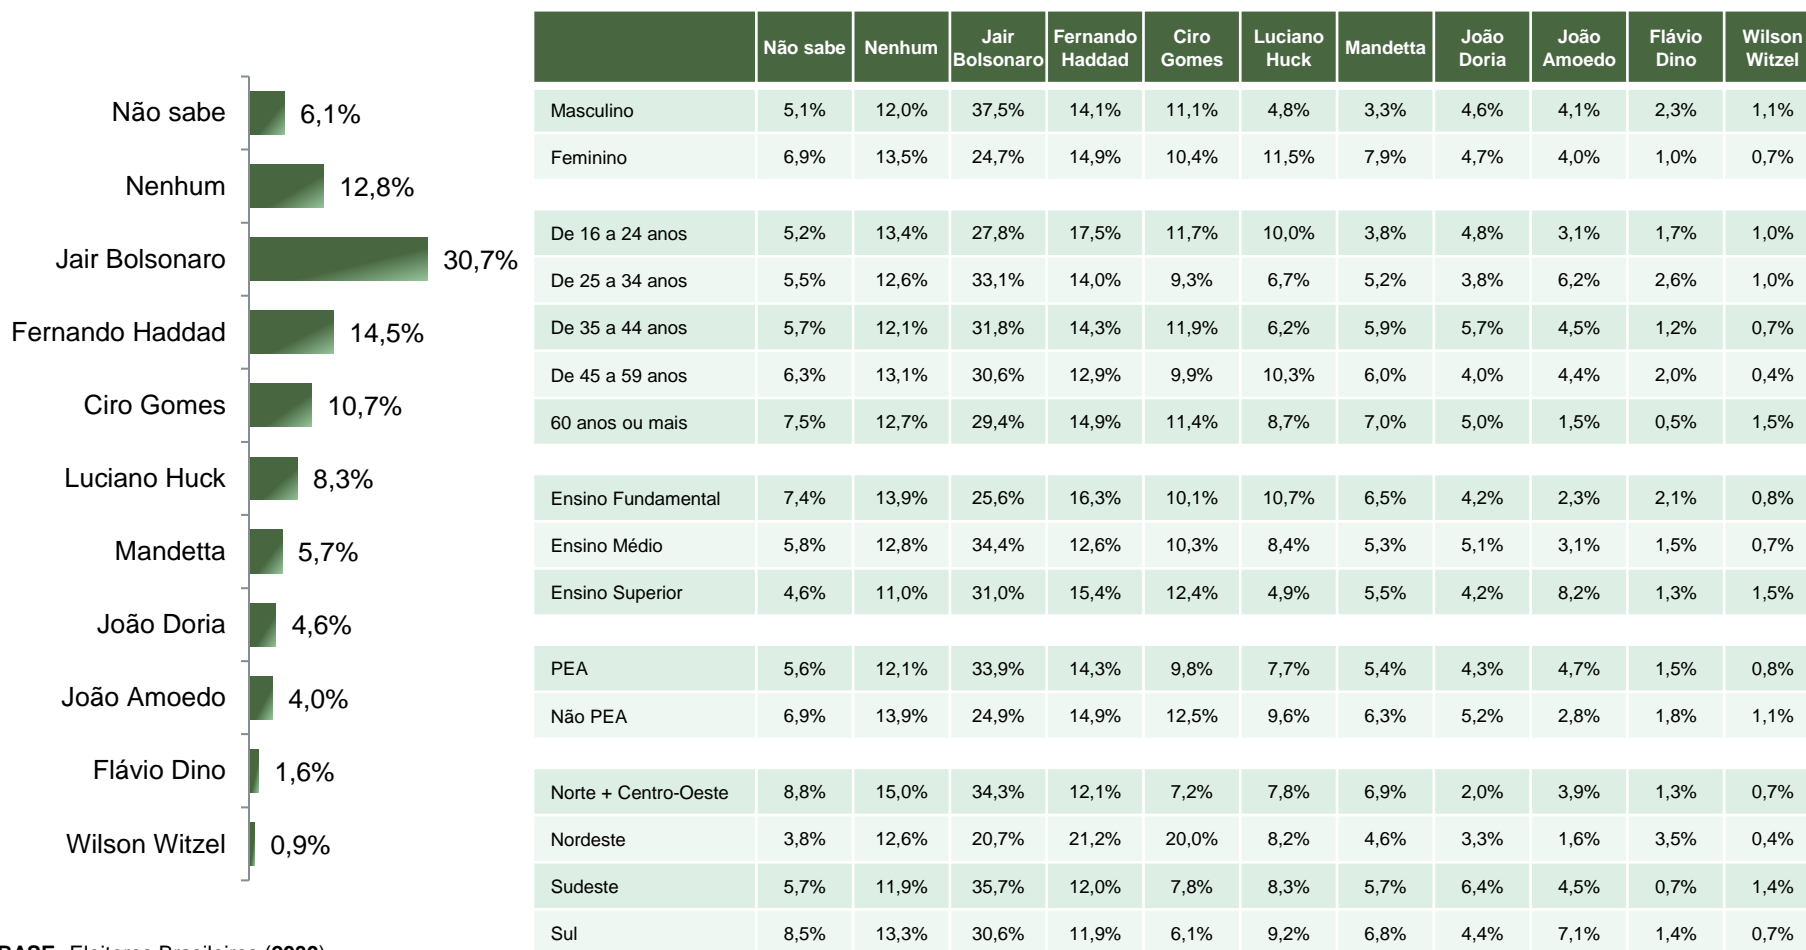 Não sabe 6,1%
Nenhum 12,8%
Jair Bolsonaro 30,7%
Fernando Haddad 14,5%
Ciro Gomes 10,7%
Luciano Huck 8,3%
Mandetta 5,7%
João Doria 4,6%
João Amoedo 4,0%
Flávio Dino 1,6%
Wilson Witzel 0,9%
Não sabe Nenhum Jair Bolsonaro Fernando Haddad Ciro Gomes Luciano Huck Mandetta João Doria João Amoedo Flávio Dino Wilson Witzel
Masculino 5,1% 12,0% 37,5% 14,1% 11,1% 4,8% 3,3% 4,6% 4,1% 2,3% 1,1%
Feminino 6,9% 13,5% 24,7% 14,9% 10,4% 11,5% 7,9% 4,7% 4,0% 1,0% 0,7%
De 16 a 24 anos 5,2% 13,4% 27,8% 17,5% 11,7% 10,0% 3,8% 4,8% 3,1% 1,7% 1,0%
De 25 a 34 anos 5,5% 12,6% 33,1% 14,0% 9,3% 6,7% 5,2% 3,8% 6,2% 2,6% 1,0%
De 35 a 44 anos 5,7% 12,1% 31,8% 14,3% 11,9% 6,2% 5,9% 5,7% 4,5% 1,2% 0,7%
De 45 a 59 anos 6,3% 13,1% 30,6% 12,9% 9,9% 10,3% 6,0% 4,0% 4,4% 2,0% 0,4%
60 anos ou mais 7,5% 12,7% 29,4% 14,9% 11,4% 8,7% 7,0% 5,0% 1,5% 0,5% 1,5%
Ensino Fundamental 7,4% 13,9% 25,6% 16,3% 10,1% 10,7% 6,5% 4,2% 2,3% 2,1% 0,8%
Ensino Médio 5,8% 12,8% 34,4% 12,6% 10,3% 8,4% 5,3% 5,1% 3,1% 1,5% 0,7%
Ensino Superior 4,6% 11,0% 31,0% 15,4% 12,4% 4,9% 5,5% 4,2% 8,2% 1,3% 1,5%
PEA 5,6% 12,1% 33,9% 14,3% 9,8% 7,7% 5,4% 4,3% 4,7% 1,5% 0,8%
Não PEA 6,9% 13,9% 24,9% 14,9% 12,5% 9,6% 6,3% 5,2% 2,8% 1,8% 1,1%
Norte + Centro-Oeste 8,8% 15,0% 34,3% 12,1% 7,2% 7,8% 6,9% 2,0% 3,9% 1,3% 0,7%
Nordeste 3,8% 12,6% 20,7% 21,2% 20,0% 8,2% 4,6% 3,3% 1,6% 3,5% 0,4%
Sudeste 5,7% 11,9% 35,7% 12,0% 7,8% 8,3% 5,7% 6,4% 4,5% 0,7% 1,4%
Sul 8,5% 13,3% 30,6% 11,9% 6,1% 9,2% 6,8% 4,4% 7,1% 1,4% 0,7%
Eleitores Brasileiros